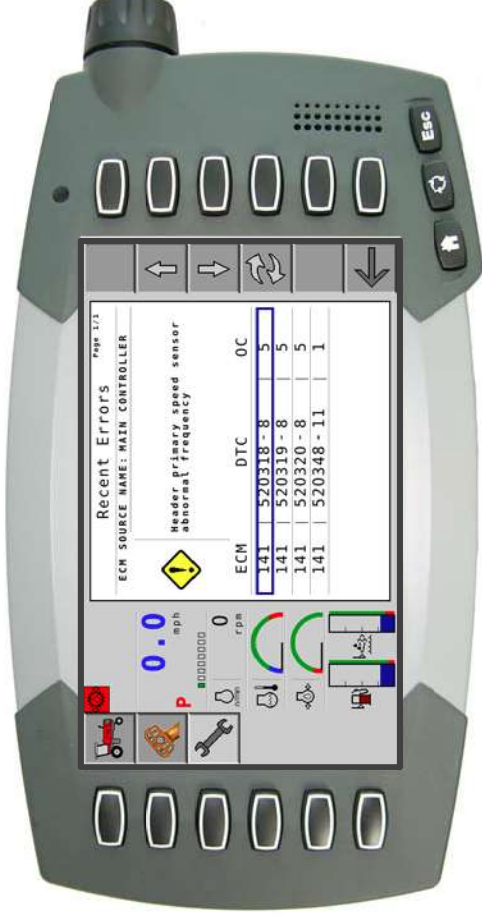 Recent Errors
Page 1/1
ECM SOURCE NAME: MAIN CONTROLLER
Header primary speed sensor
abnormal frequency
ECM DTC OC
141 | 520318 - 8 | 5
141 | 520319 - 8 | 5
141 | 520320 - 8 | 5
141 | 520348 - 11 | 1
0.0
mph
P
0
rpm
n/min
Esc